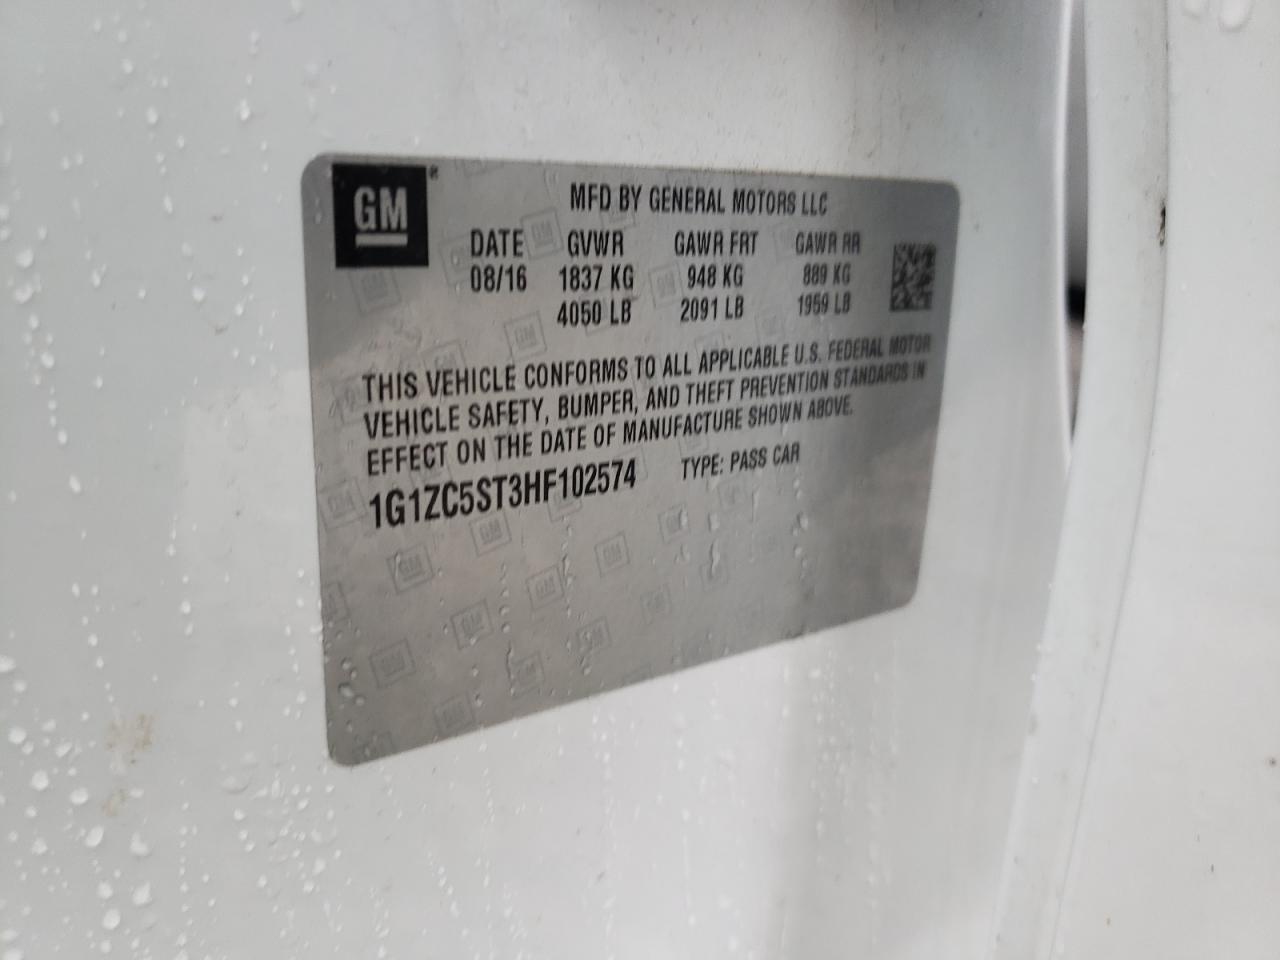 GM
MFD BY GENERAL MOTORS LLC
DATE GVWR GAWR FRT GAWR RR
08/16 1837 KG 948 KG 889 KG
4050 LB 2091 LB 1959 LB
THIS VEHICLE CONFORMS TO ALL APPLICABLE U.S. FEDERAL MOTOR
VEHICLE SAFETY, BUMPER, AND THEFT PREVENTION STANDARDS IN
EFFECT ON THE DATE OF MANUFACTURE SHOWN ABOVE.
1G1ZC5ST3HF102574 TYPE: PASS CAR